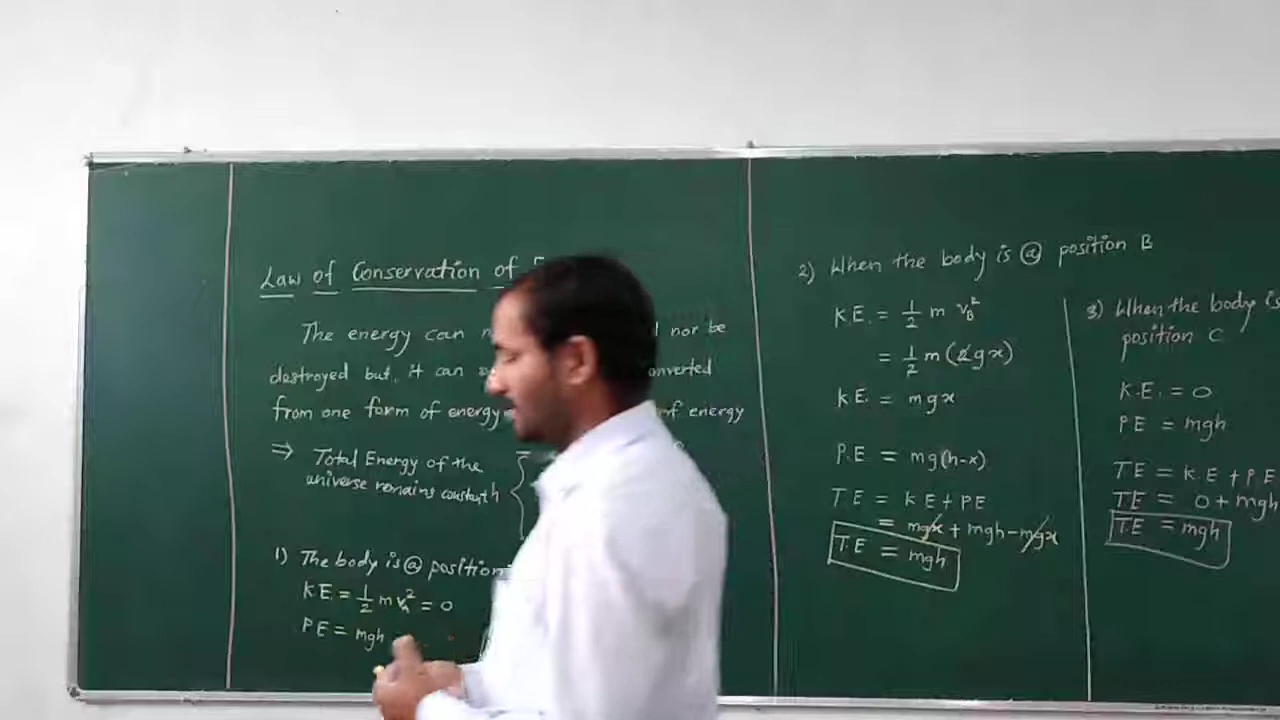 Law of Conservation of
The energy can nor be
destroyed but, it can converted
from one form of energy of energy
⇒ Total Energy of the
universe remains constant
h
1) The body is @ position
K.E. = 1/2 m v² = 0
P E = mgh
2) When the body is @ position B
K.E. = 1/2 m v_B²
= 1/2 m (2gx)
K E. = mgx
P.E = mg(h-x)
T E = K E + P E
= mgx + mgh - mgx
T.E = mgh
3) When the body is
position C
K.E. = 0
P E = mgh
T E = K.E + P E
T E = 0 + mgh
T E = mgh